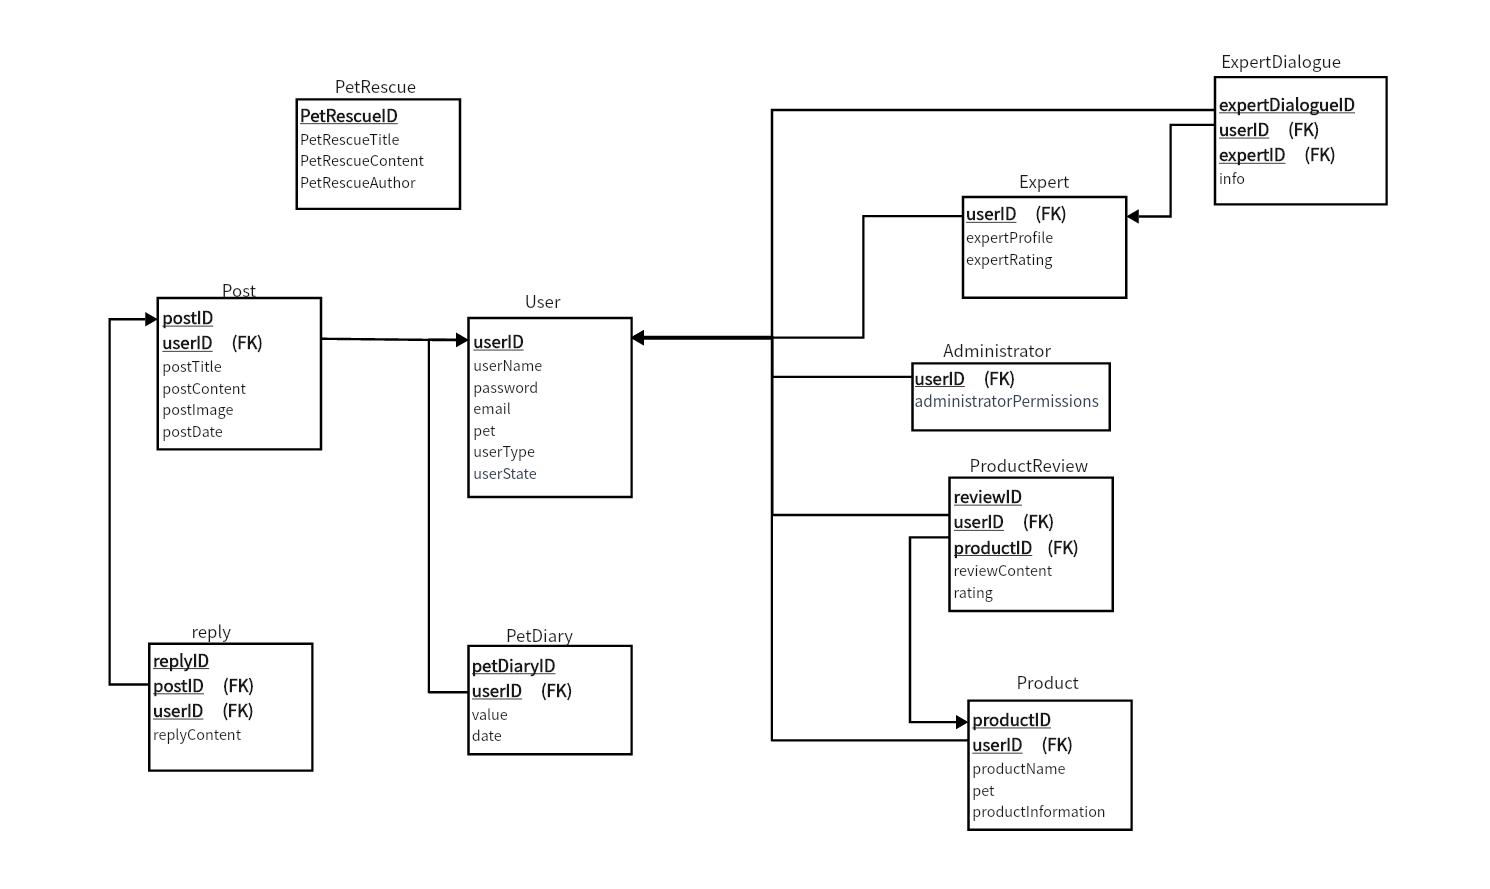 PetRescue
PetRescueID
PetRescueTitle
PetRescueContent
PetRescueAuthor
ExpertDialogue
expertDialogueID
userID (FK)
expertID (FK)
info
Expert
userID (FK)
expertProfile
expertRating
Post
postID
userID (FK)
postTitle
postContent
postImage
postDate
User
userID
userName
password
email
pet
userType
userState
Administrator
userID (FK)
administratorPermissions
ProductReview
reviewID
userID (FK)
productID (FK)
reviewContent
rating
reply
replyID
postID (FK)
userID (FK)
replyContent
PetDiary
petDiaryID
userID (FK)
value
date
Product
productID
userID (FK)
productName
pet
productInformation